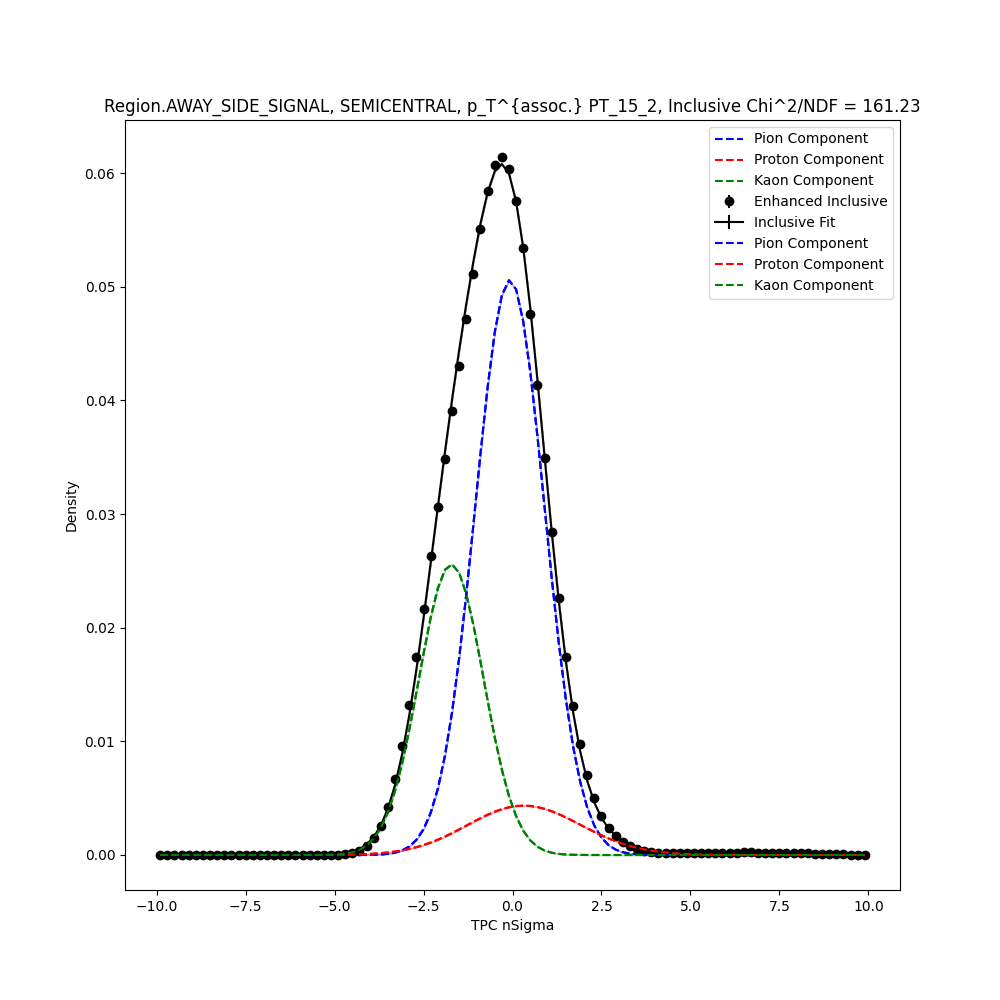 Region.AWAY_SIDE_SIGNAL, SEMICENTRAL, p_T^{assoc.} PT_15_2, Inclusive Chi^2/NDF = 161.23
Pion Component
Proton Component
Kaon Component
Enhanced Inclusive
Inclusive Fit
Pion Component
Proton Component
Kaon Component
0.06
0.05
0.04
0.03
0.02
0.01
0.00
Density
−10.0 −7.5 −5.0 −2.5 0.0 2.5 5.0 7.5 10.0
TPC nSigma